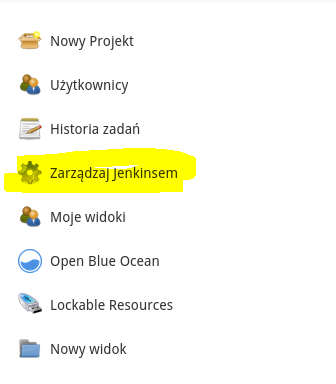 Nowy Projekt
Użytkownicy
Historia zadań
Zarządzaj Jenkinsem
Moje widoki
Open Blue Ocean
Lockable Resources
Nowy widok